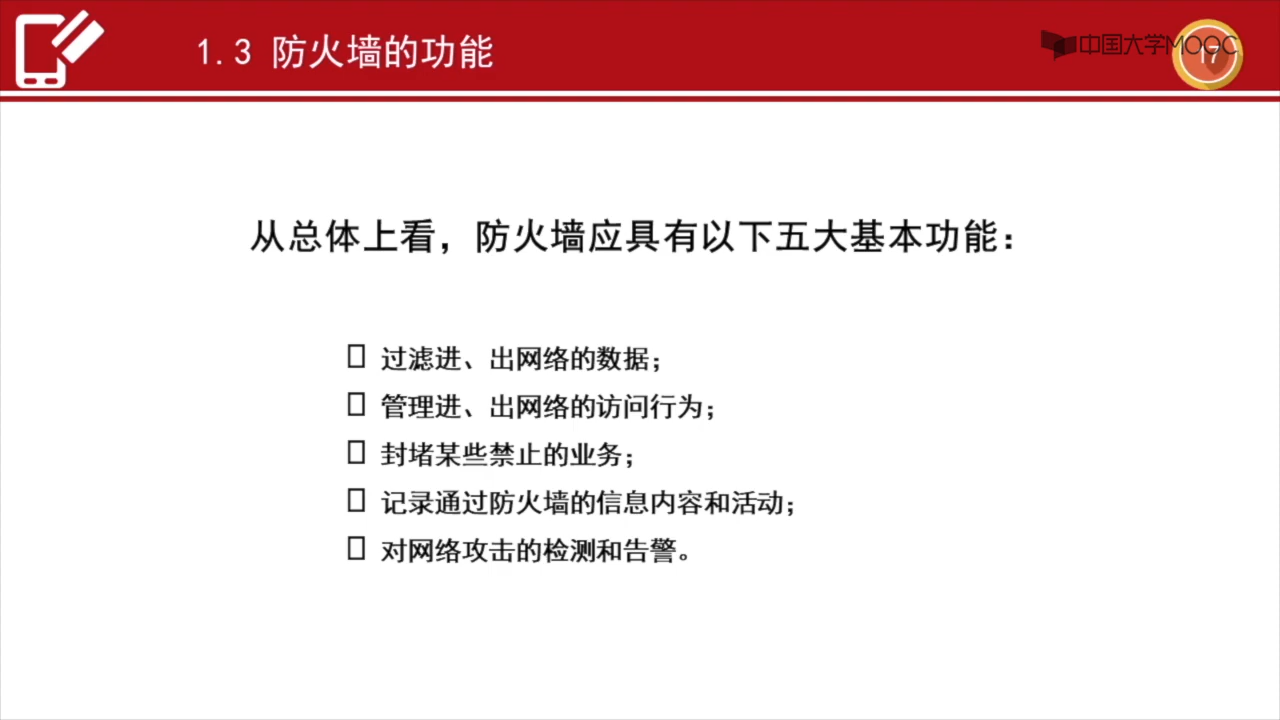 1.3 防火墙的功能
中国大学MOOC
17
从总体上看，防火墙应具有以下五大基本功能：
过滤进、出网络的数据；
管理进、出网络的访问行为；
封堵某些禁止的业务；
记录通过防火墙的信息内容和活动；
对网络攻击的检测和告警。